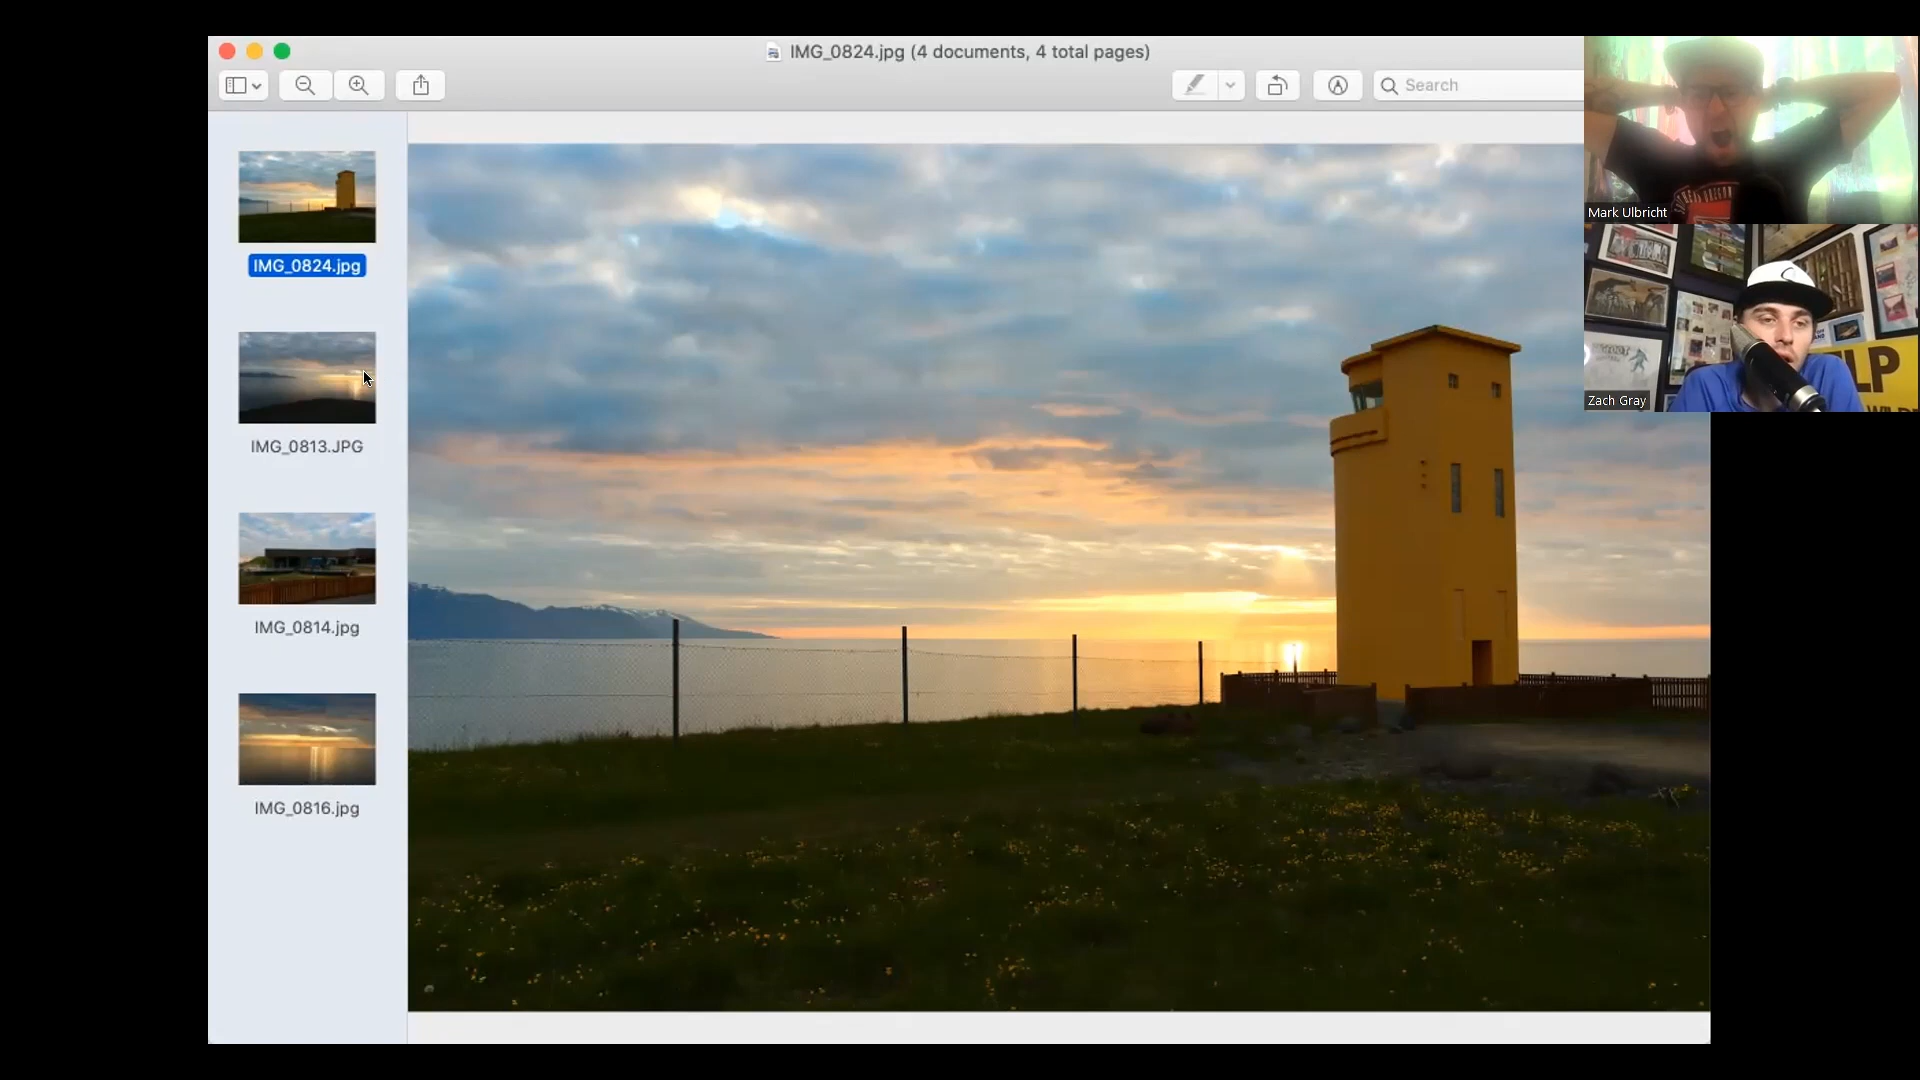 IMG_0824.jpg (4 documents, 4 total pages)
Search
IMG_0824.jpg
IMG_0813.JPG
IMG_0814.jpg
IMG_0816.jpg
Mark Ulbricht
Zach Gray
LP